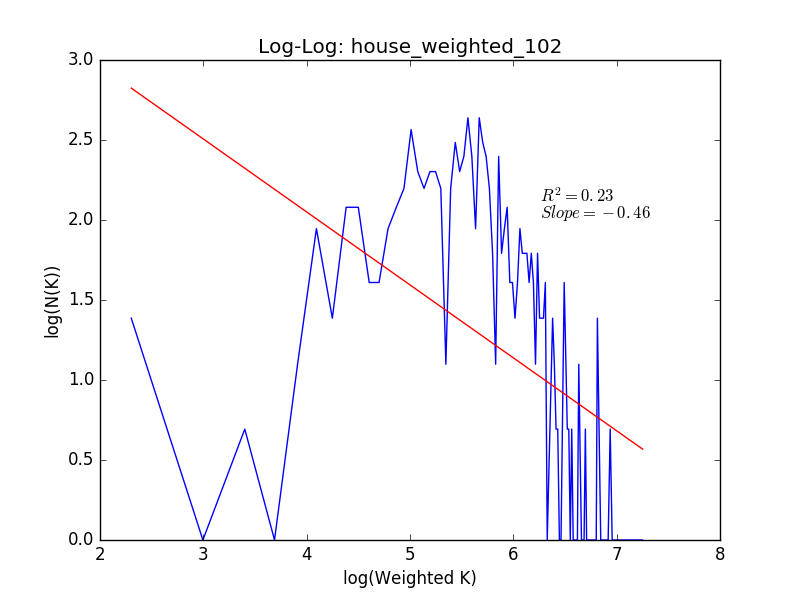 Log-Log: house_weighted_102
3.0
2.5
2.0
1.5
1.0
0.5
0.0
log(N(K))
R² = 0.23
Slope = −0.46
2 3 4 5 6 7 8
log(Weighted K)